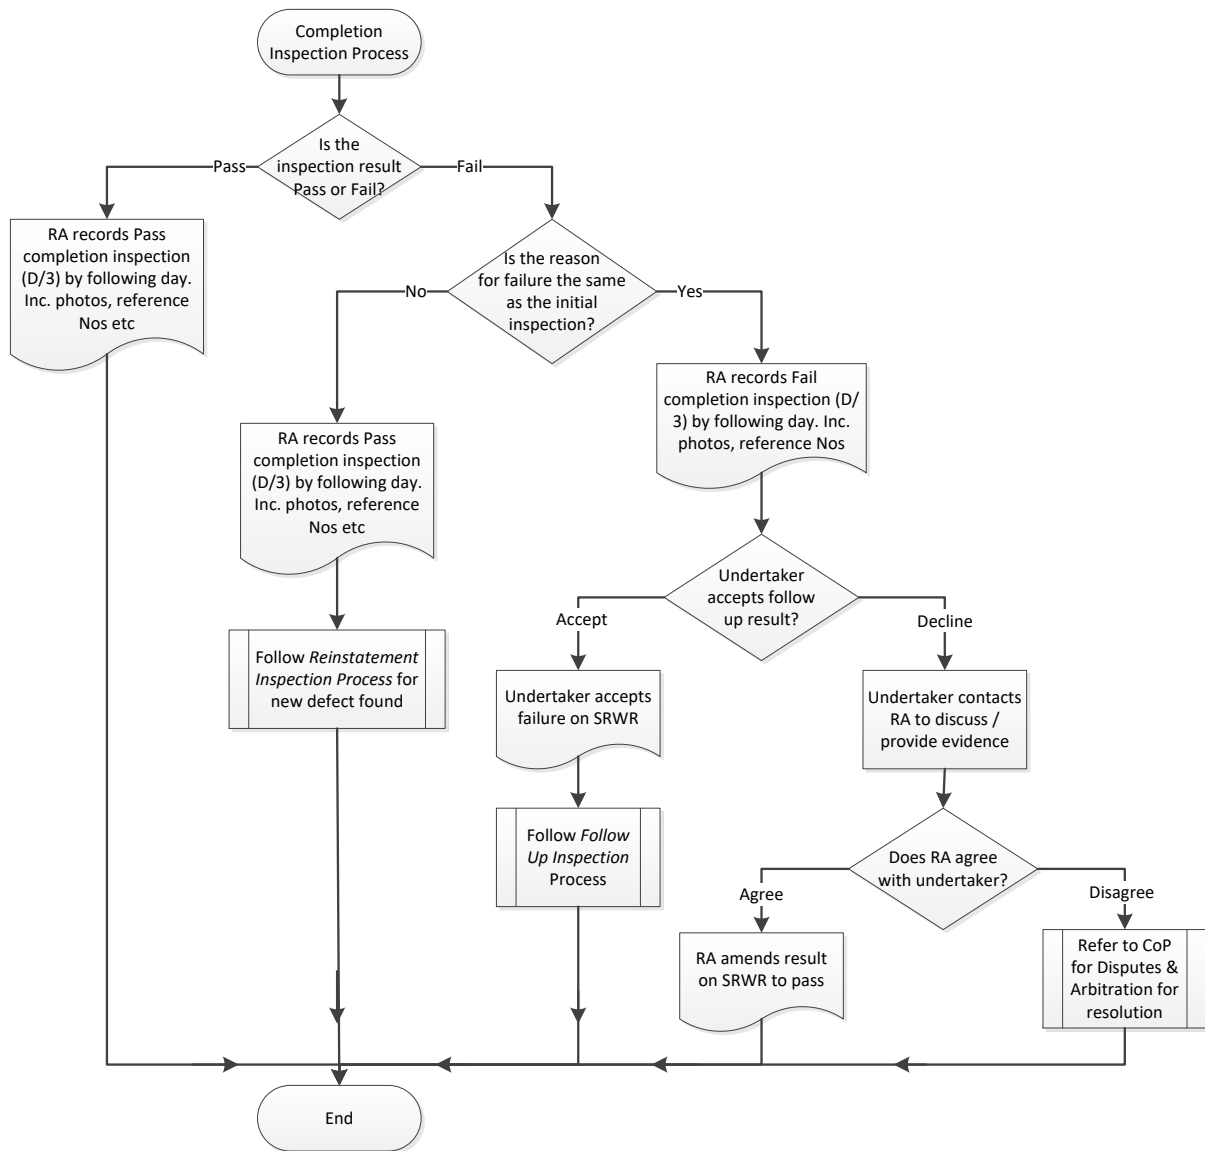 Completion
Inspection Process
Is the
inspection result
Pass or Fail?
Pass
Fail
RA records Pass
completion inspection
(D/3) by following day.
Inc. photos, reference
Nos etc
Is the reason
for failure the same
as the initial
inspection?
No
Yes
RA records Fail
completion inspection (D/
3) by following day. Inc.
photos, reference Nos
RA records Pass
completion inspection
(D/3) by following day.
Inc. photos, reference
Nos etc
Undertaker
accepts follow
up result?
Accept
Decline
Follow Reinstatement
Inspection Process for
new defect found
Undertaker accepts
failure on SRWR
Undertaker contacts
RA to discuss /
provide evidence
Follow Follow
Up Inspection
Process
Does RA agree
with undertaker?
Agree
Disagree
RA amends result
on SRWR to pass
Refer to CoP
for Disputes &
Arbitration for
resolution
End